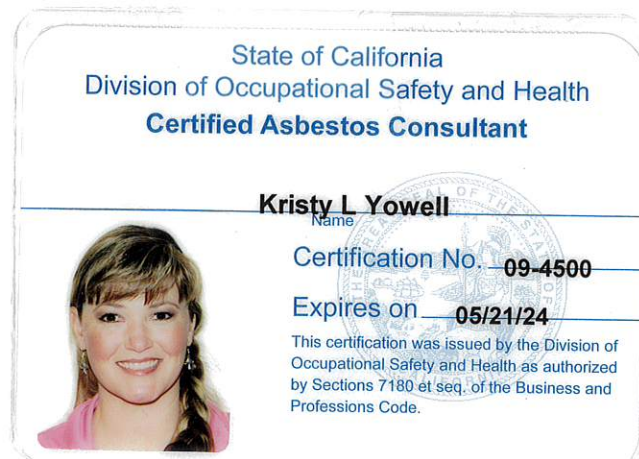 State of California
Division of Occupational Safety and Health
Certified Asbestos Consultant
Kristy L Yowell
Name
Certification No. 09-4500
Expires on 05/21/24
This certification was issued by the Division of
Occupational Safety and Health as authorized
by Sections 7180 et seq. of the Business and
Professions Code.